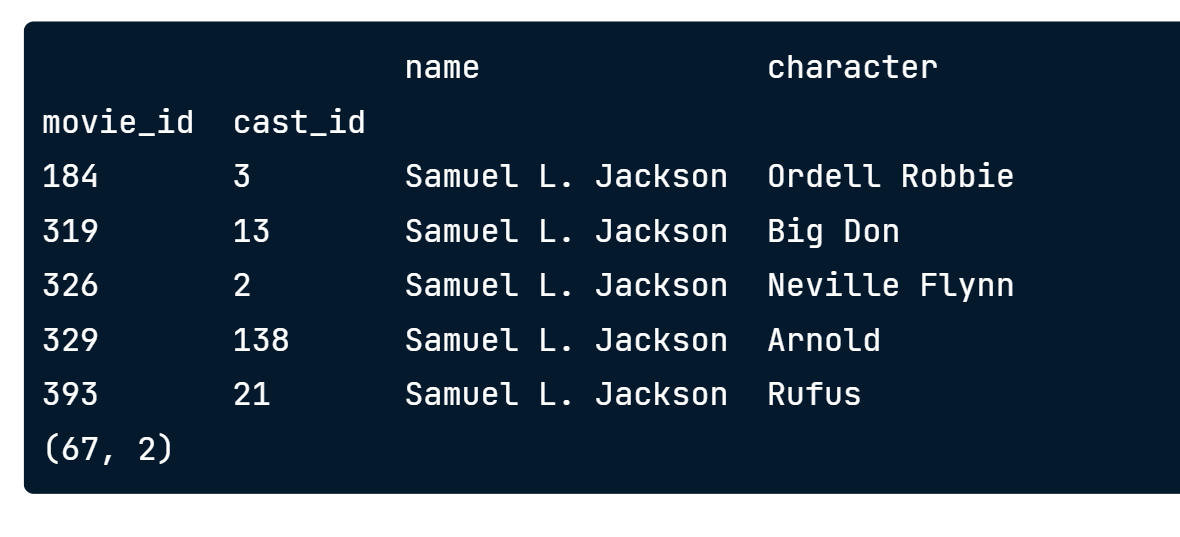 name character
movie_id cast_id
184 3 Samuel L. Jackson Ordell Robbie
319 13 Samuel L. Jackson Big Don
326 2 Samuel L. Jackson Neville Flynn
329 138 Samuel L. Jackson Arnold
393 21 Samuel L. Jackson Rufus
(67, 2)